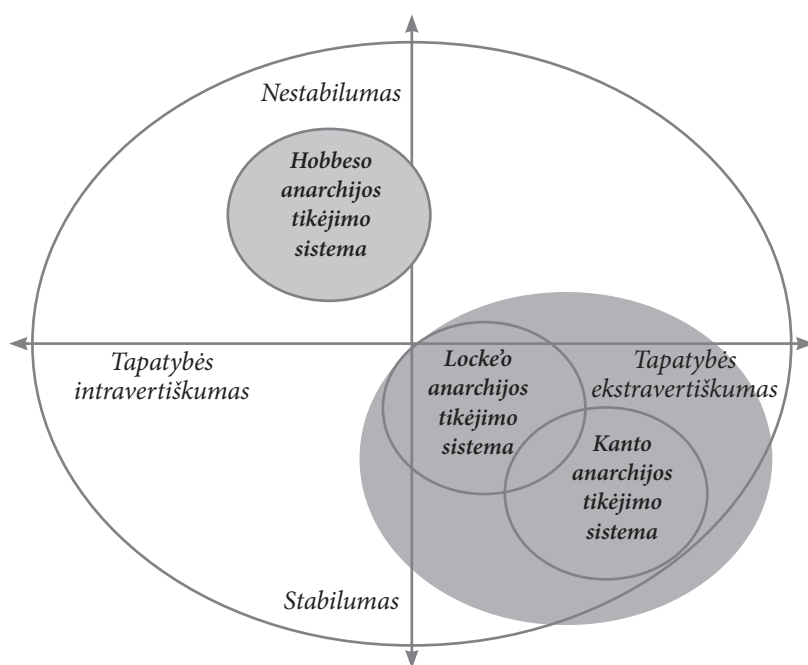 Nestabilumas
Hobbeso
anarchijos
tikėjimo
sistema
Tapatybės
intravertiškumas
Locke’o
anarchijos
tikėjimo
sistema
Tapatybės
ekstravertiškumas
Kanto
anarchijos
tikėjimo
sistema
Stabilumas